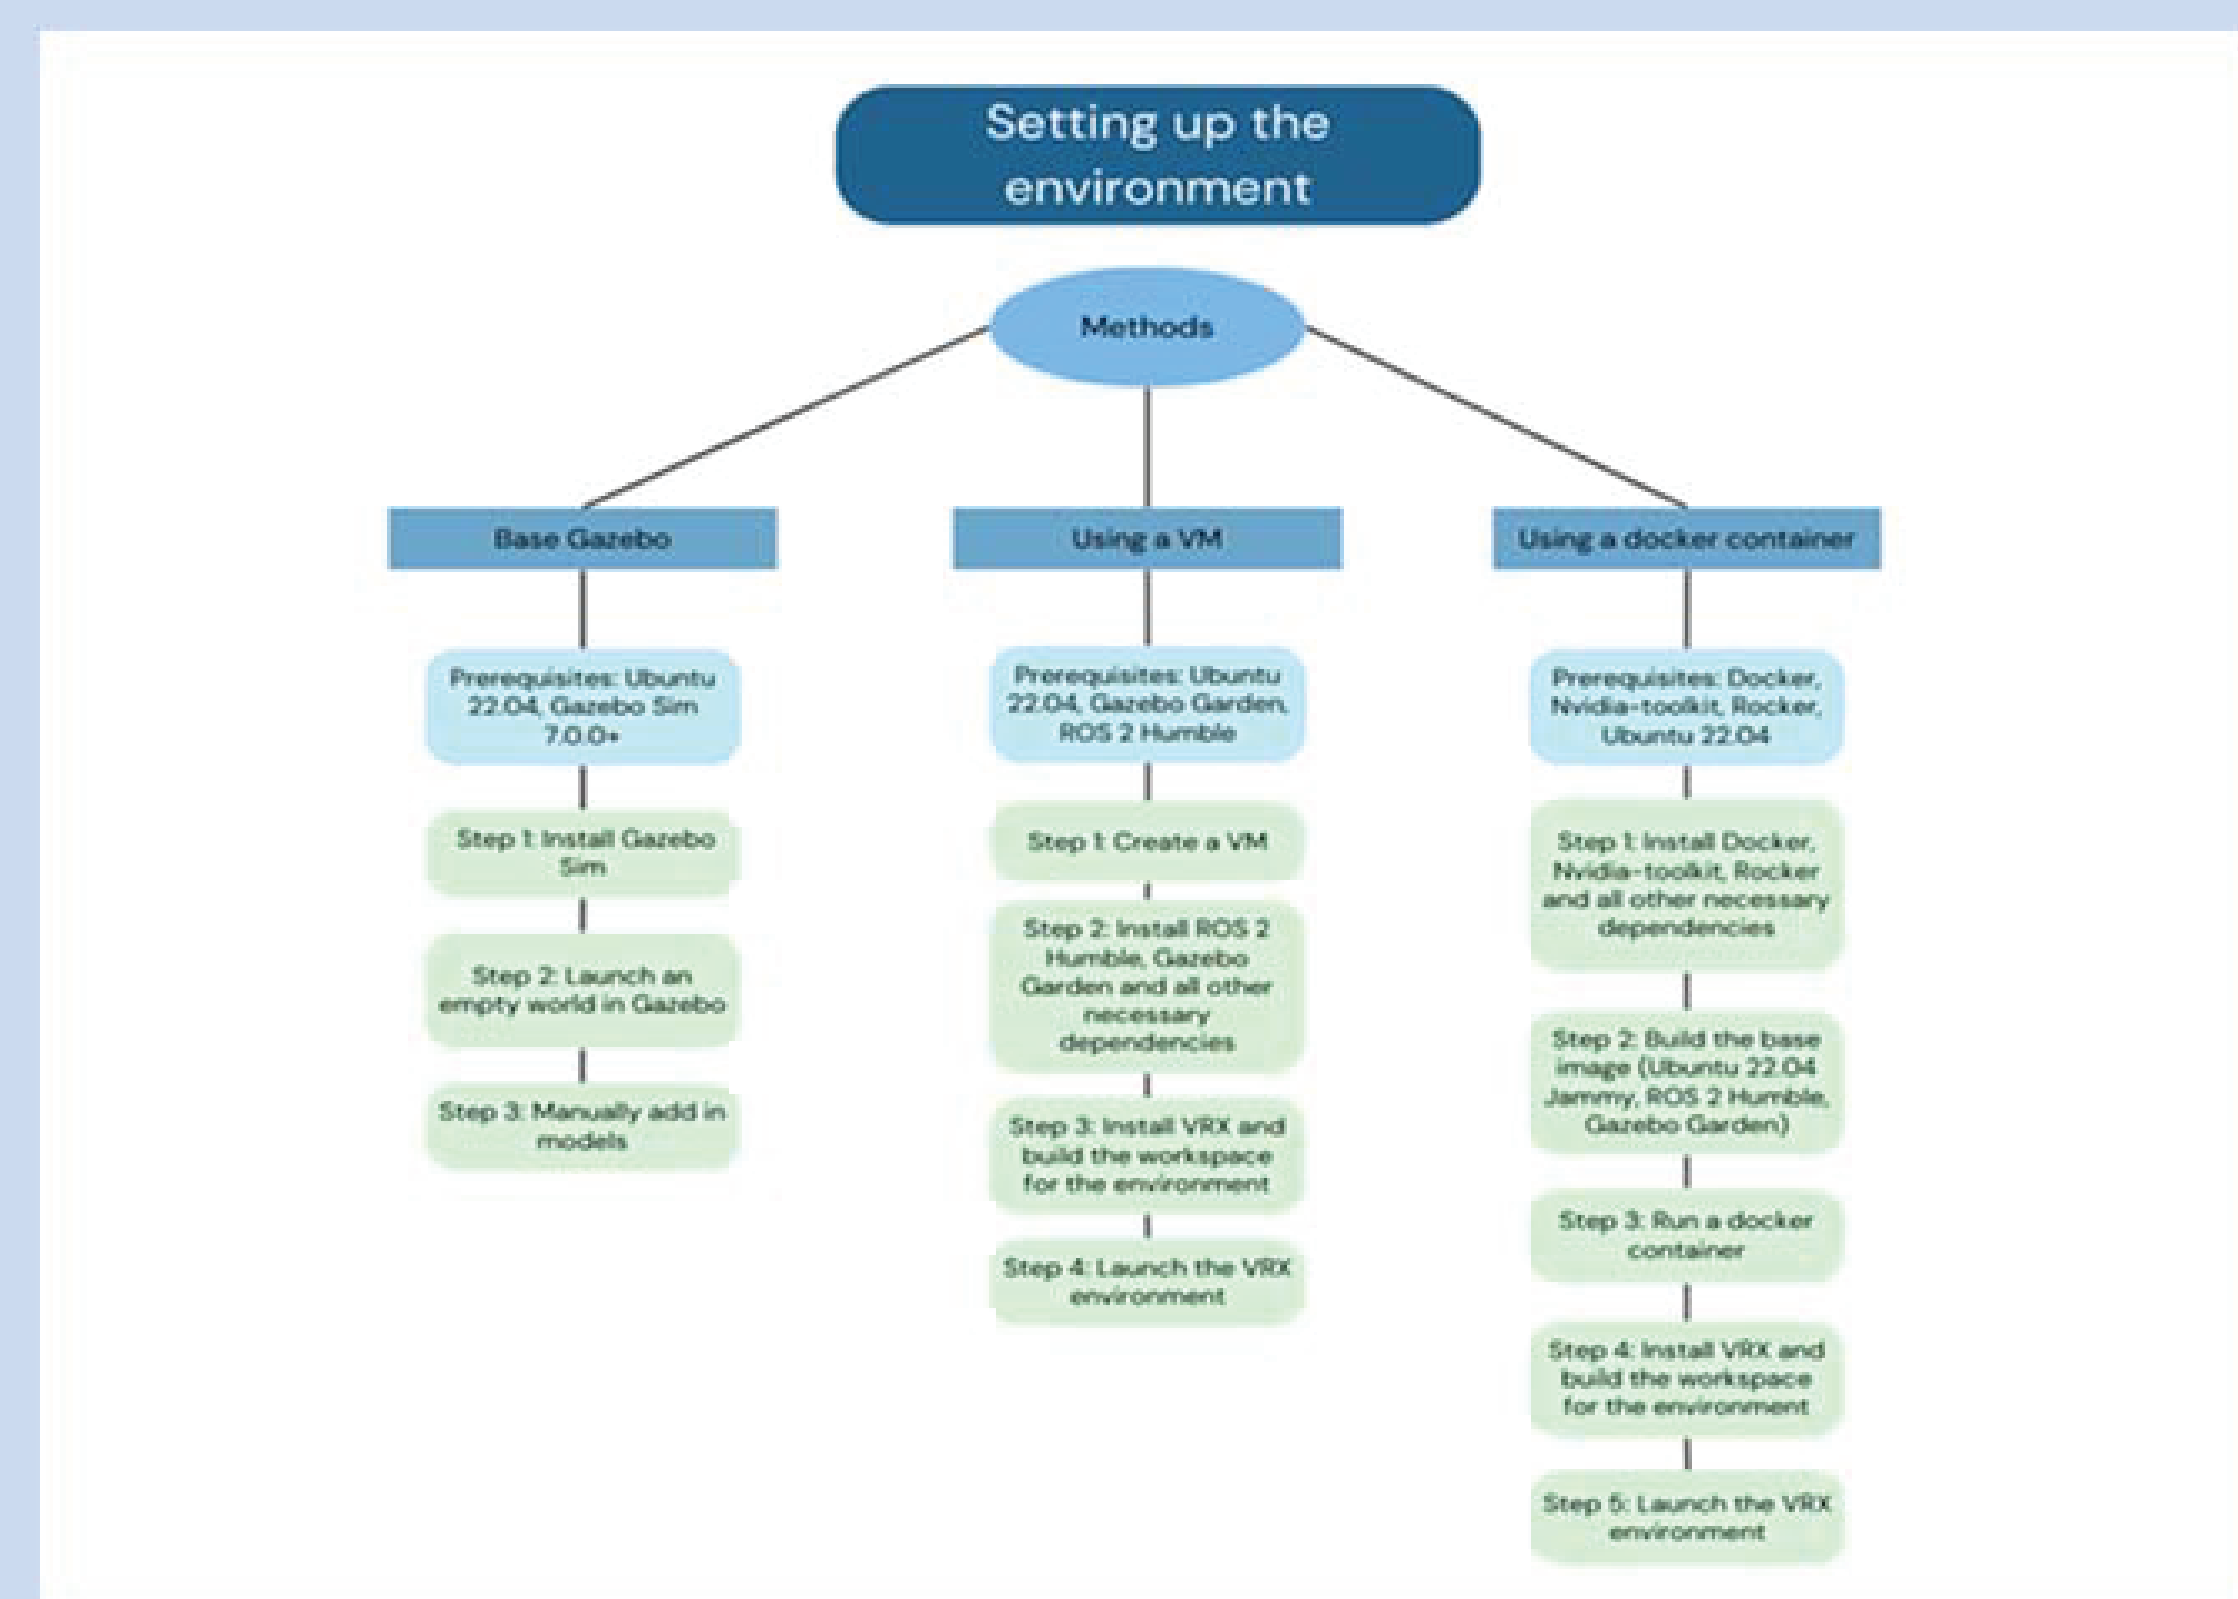 Setting up the
environment
Methods
Base Gazebo
Prerequisites: Ubuntu
22.04, Gazebo Sim
7.0.0+
Step 1: Install Gazebo
Sim
Step 2: Launch an
empty world in Gazebo
Step 3: Manually add in
models
Using a VM
Prerequisites: Ubuntu
22.04, Gazebo Garden,
ROS 2 Humble
Step 1: Create a VM
Step 2: Install ROS 2
Humble, Gazebo
Garden and all other
necessary
dependencies
Step 3: Install VRX and
build the workspace
for the environment
Step 4: Launch the VRX
environment
Using a docker container
Prerequisites: Docker,
Nvidia-toolkit, Rocker,
Ubuntu 22.04
Step 1: Install Docker,
Nvidia-toolkit, Rocker
and all other necessary
dependencies
Step 2: Build the base
image (Ubuntu 22.04
Jammy, ROS 2 Humble,
Gazebo Garden)
Step 3: Run a docker
container
Step 4: Install VRX and
build the workspace
for the environment
Step 5: Launch the VRX
environment